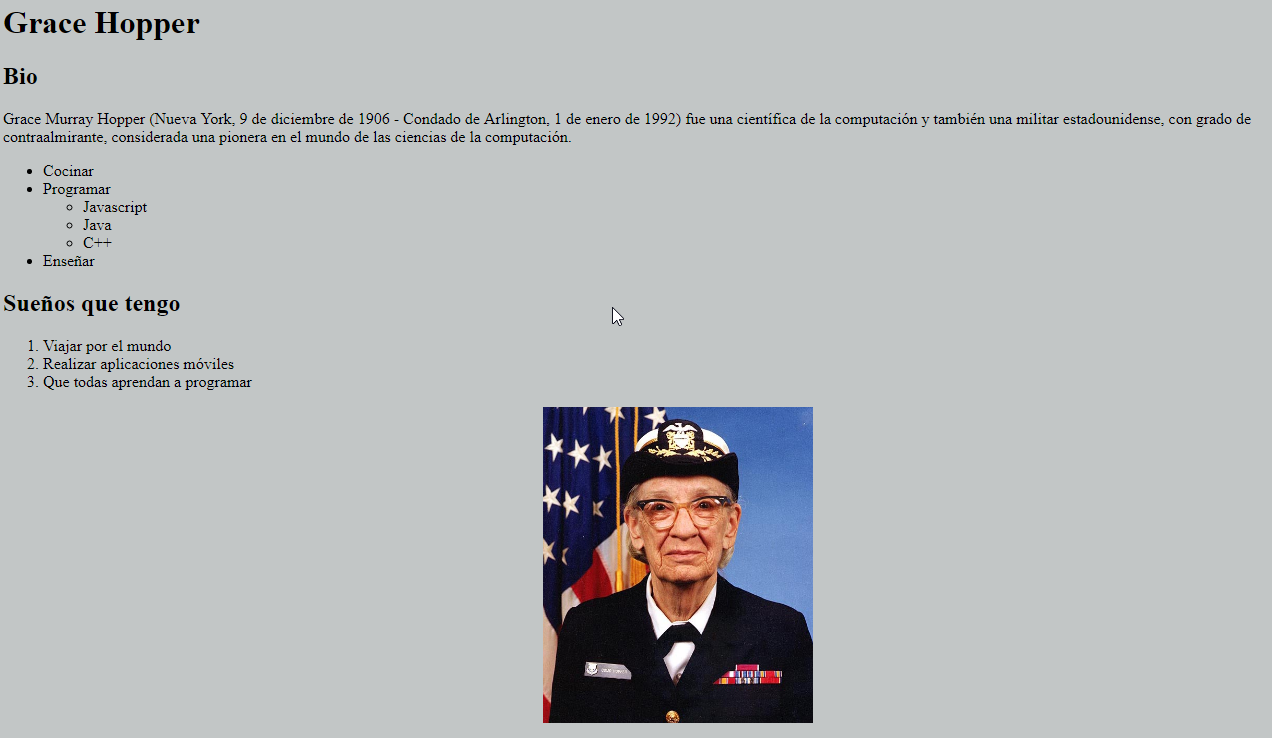 Grace Hopper
Bio
Grace Murray Hopper (Nueva York, 9 de diciembre de 1906 - Condado de Arlington, 1 de enero de 1992) fue una científica de la computación y también una militar estadounidense, con grado de
contraalmirante, considerada una pionera en el mundo de las ciencias de la computación.
• Cocinar
• Programar
◦ Javascript
◦ Java
◦ C++
• Enseñar
Sueños que tengo
1. Viajar por el mundo
2. Realizar aplicaciones móviles
3. Que todas aprendan a programar